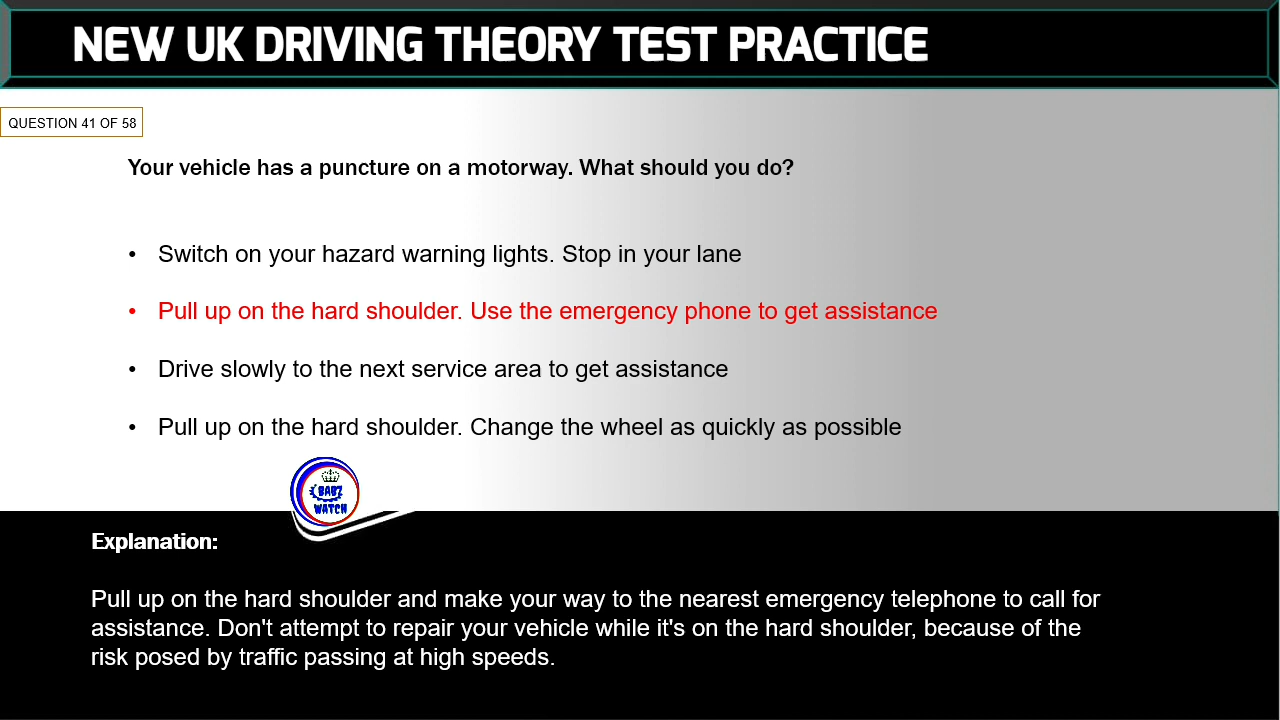 NEW UK DRIVING THEORY TEST PRACTICE
QUESTION 41 OF 58
Your vehicle has a puncture on a motorway. What should you do?
• Switch on your hazard warning lights. Stop in your lane
• Pull up on the hard shoulder. Use the emergency phone to get assistance
• Drive slowly to the next service area to get assistance
• Pull up on the hard shoulder. Change the wheel as quickly as possible
BABZ
WATCH
Explanation:
Pull up on the hard shoulder and make your way to the nearest emergency telephone to call for
assistance. Don't attempt to repair your vehicle while it's on the hard shoulder, because of the
risk posed by traffic passing at high speeds.